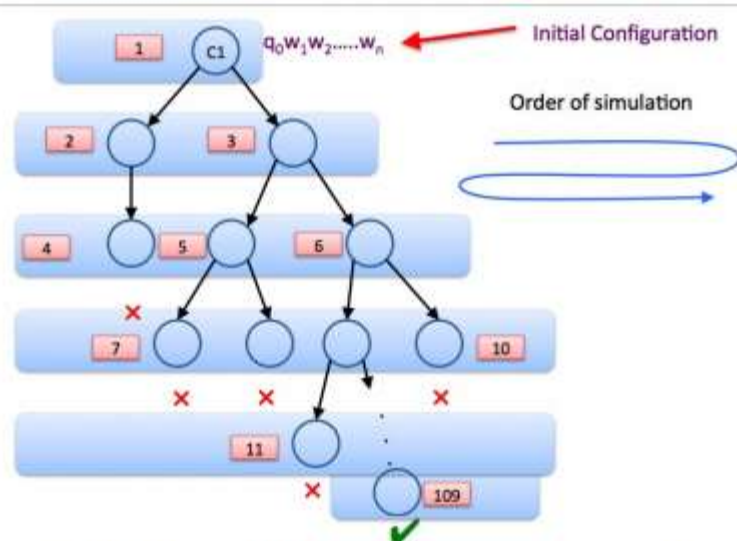 1
C1
q₀w₁w₂.....wₙ
Initial Configuration
Order of simulation
2
3
4
5
6
7
10
11
109